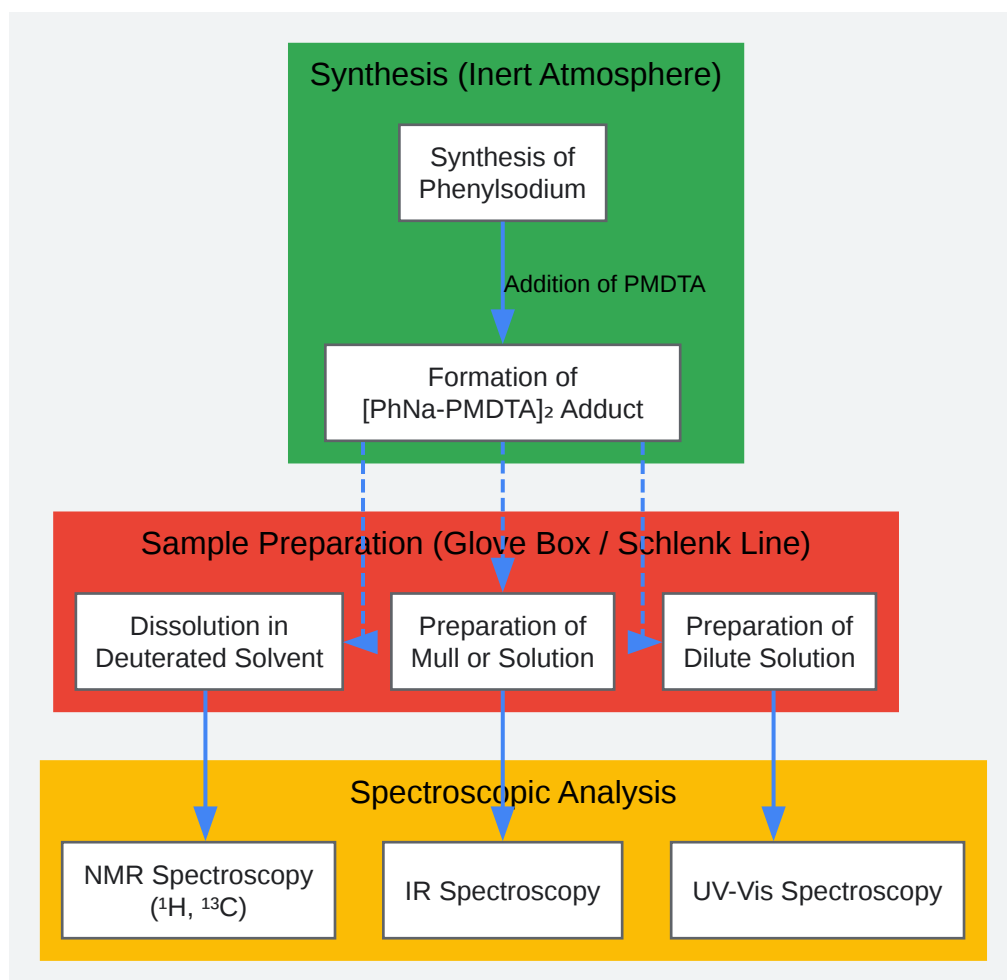 Synthesis (Inert Atmosphere)
Synthesis of
Phenylsodium
Addition of PMDTA
Formation of
[PhNa-PMDTA]₂ Adduct
Sample Preparation (Glove Box / Schlenk Line)
Dissolution in
Deuterated Solvent
Preparation of
Mull or Solution
Preparation of
Dilute Solution
Spectroscopic Analysis
NMR Spectroscopy
(¹H, ¹³C)
IR Spectroscopy
UV-Vis Spectroscopy